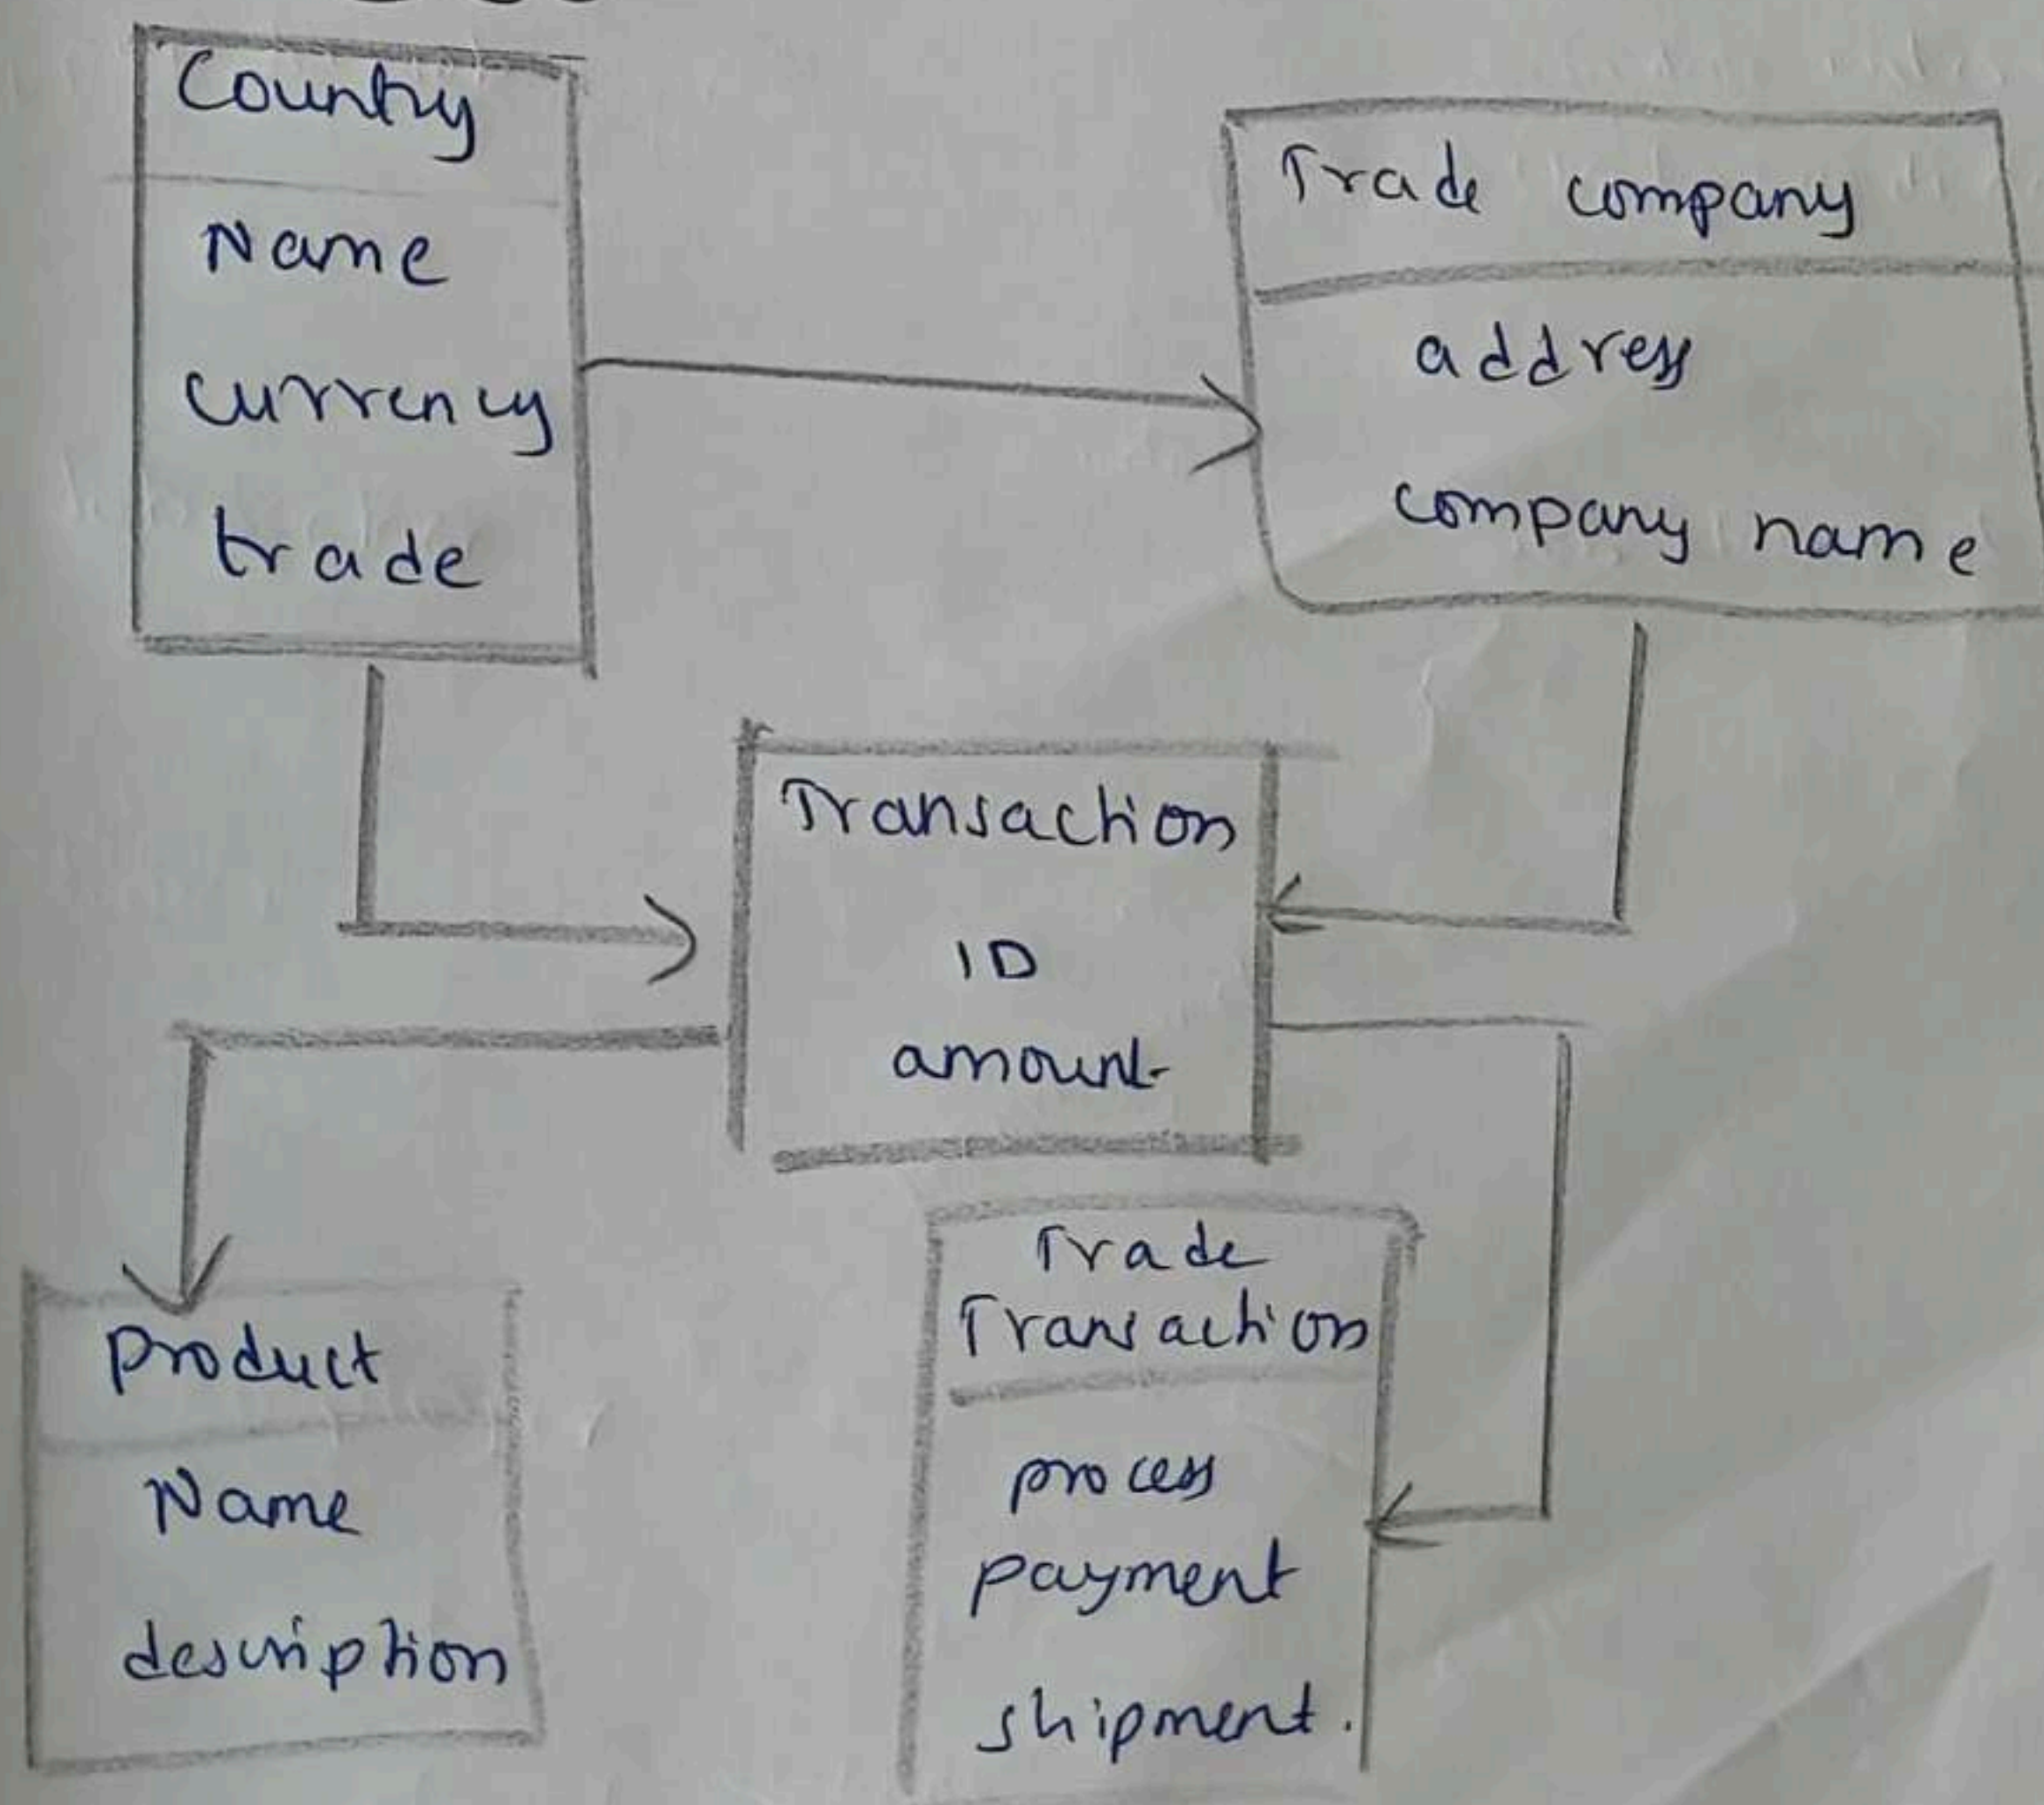 Country
Name
currency
trade
Trade company
address
company name
Transaction
ID
amount
Product
Name
description
Trade
Transaction
process
payment
shipment.